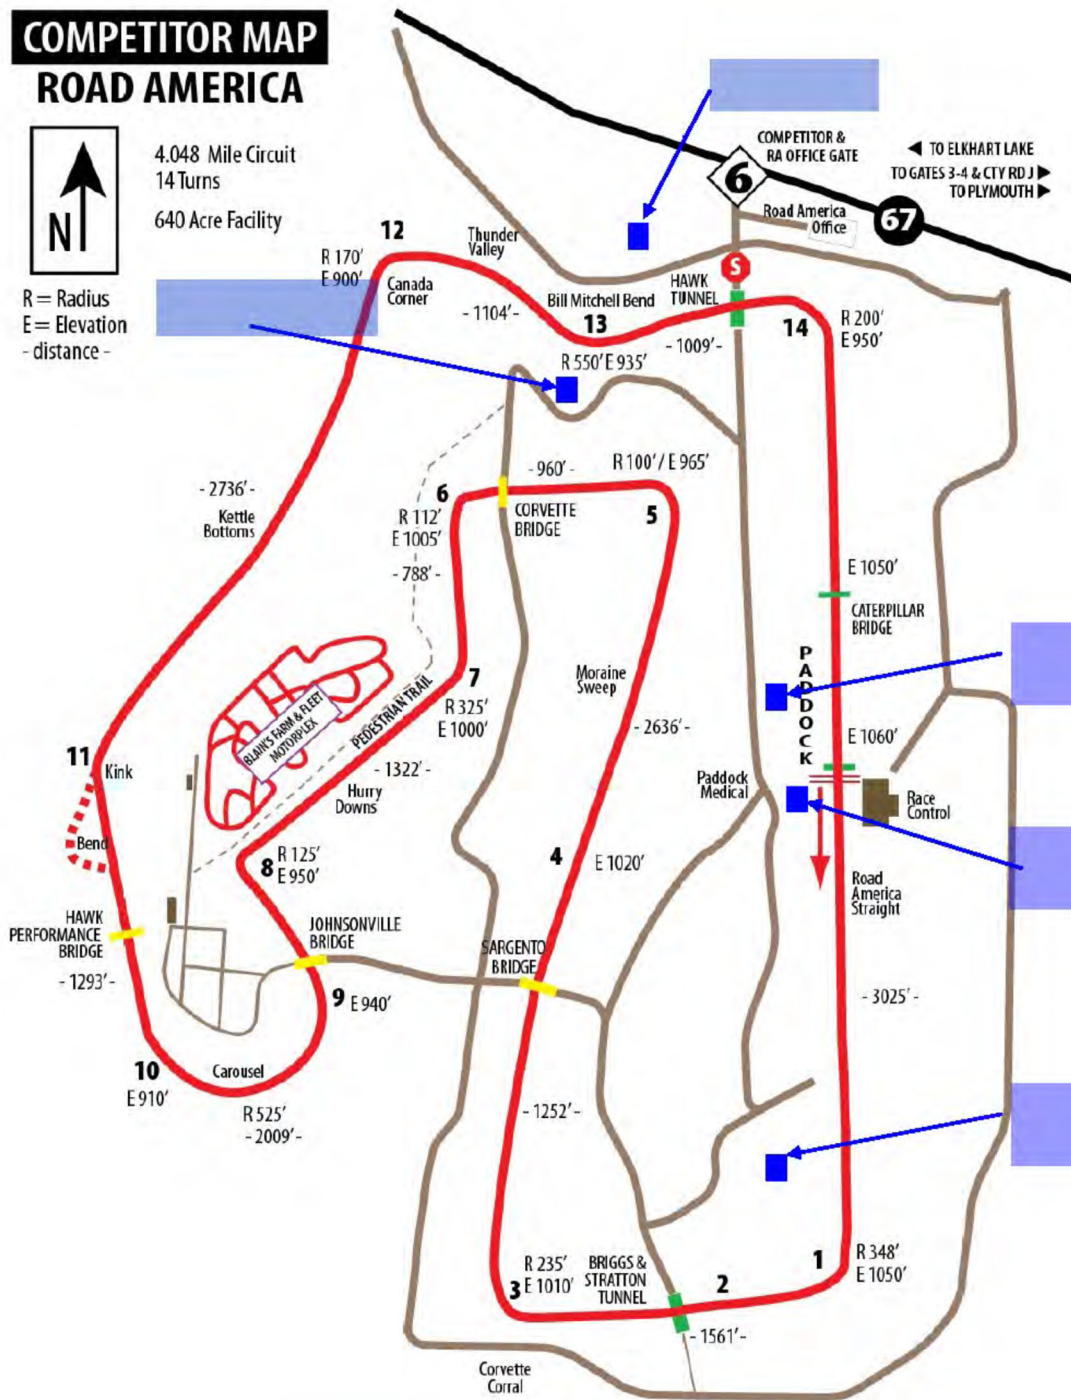 COMPETITOR MAP
ROAD AMERICA
N
4.048 Mile Circuit
14 Turns
640 Acre Facility
R = Radius
E = Elevation
- distance -
COMPETITOR &
RA OFFICE GATE
6
◄ TO ELKHART LAKE
TO GATES 3-4 & CTY RD J ►
TO PLYMOUTH ►
67
Road America
Office
S
HAWK
TUNNEL
12
R 170'
E 900'
Canada
Corner
Thunder
Valley
- 1104' -
Bill Mitchell Bend
13
R 550' E 935'
- 1009' -
14
R 200'
E 950'
- 2736' -
Kettle
Bottoms
- 960' -
R 100' / E 965'
6
R 112'
E 1005'
CORVETTE
BRIDGE
5
- 788' -
E 1050'
CATERPILLAR
BRIDGE
PADDOCK
Moraine
Sweep
7
R 325'
E 1000'
PEDESTRIAN TRAIL
BLAIN'S FARM & FLEET
MOTORPLEX
- 2636' -
E 1060'
11
Kink
- 1322' -
Hurry
Downs
Paddock
Medical
Race
Control
Bend
8
R 125'
E 950'
4
E 1020'
Road
America
Straight
HAWK
PERFORMANCE
BRIDGE
JOHNSONVILLE
BRIDGE
SARGENTO
BRIDGE
- 1293' -
9
E 940'
- 3025' -
10
E 910'
Carousel
R 525'
- 2009' -
- 1252' -
3
R 235'
E 1010'
BRIGGS &
STRATTON
TUNNEL
2
1
R 348'
E 1050'
- 1561' -
Corvette
Corral